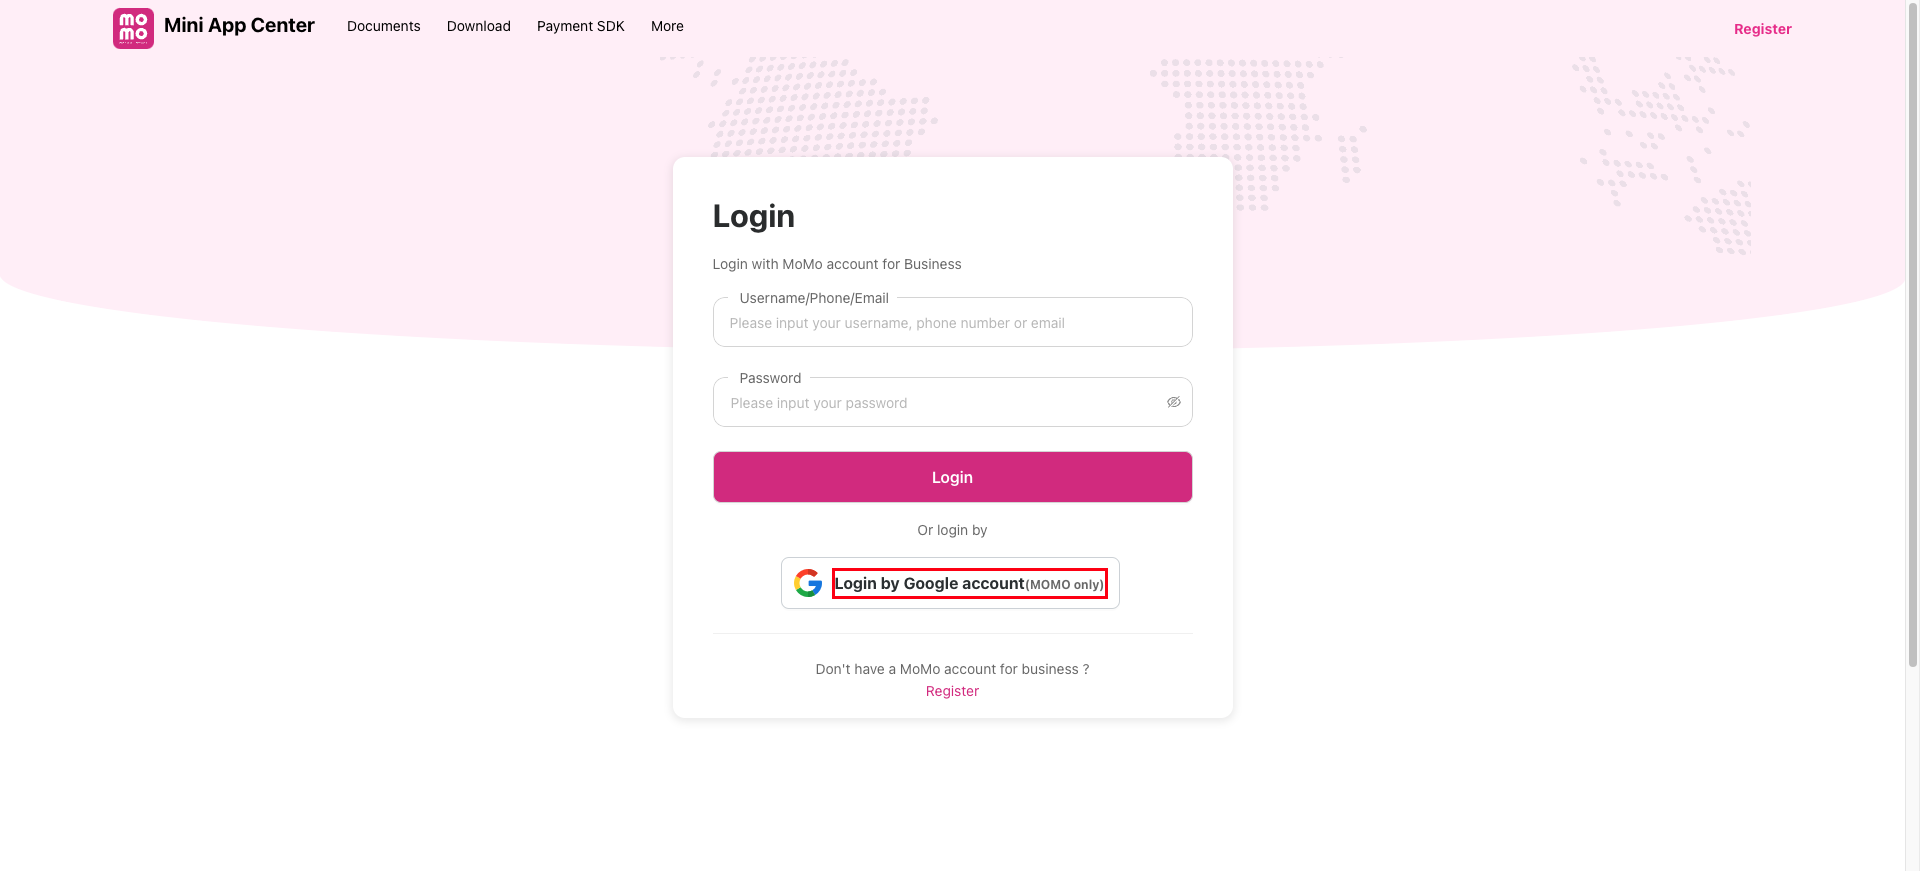 MOMO
Mini App Center
Documents
Download
Payment SDK
More
Register
Login
Login with MoMo account for Business
Username/Phone/Email
Please input your username, phone number or email
Password
Please input your password
Login
Or login by
Login by Google account(MOMO only)
Don't have a MoMo account for business ?
Register